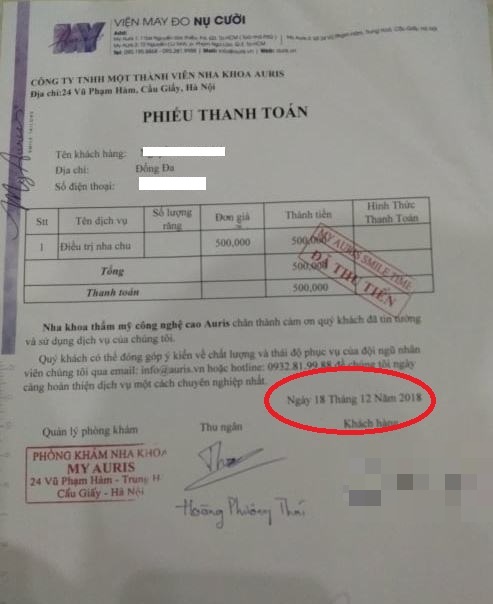 MY
Auris
VIỆN MAY ĐO NỤ CƯỜI
CÔNG TY TNHH MỘT THÀNH VIÊN NHA KHOA AURIS
Địa chỉ:24 Vũ Phạm Hàm, Cầu Giấy, Hà Nội
My Auris
PHIẾU THANH TOÁN
Tên khách hàng:
Địa chỉ: Đống Đa
Số điện thoại:
Stt Tên dịch vụ Số lượng răng Đơn giá Thành tiền Hình Thức Thanh Toán
1 Điều trị nha chu 500,000 500,000
Tổng 500,000
Thanh toán 500,000
MY AURIS SMILE TIME
ĐÃ THU TIỀN
Nha khoa thẩm mỹ công nghệ cao Auris chân thành cảm ơn quý khách đã tin tưởng
và sử dụng dịch vụ của chúng tôi.
Quý khách có thể đóng góp ý kiến về chất lượng và thái độ phục vụ của đội ngũ nhân
viên chúng tôi qua email: info@auris.vn hoặc hotline: 0932.81.99.88 để chúng tôi ngày
càng hoàn thiện dịch vụ một cách chuyên nghiệp nhất.
Ngày 18 Tháng 12 Năm 2018
Quản lý phòng khám Thu ngân Khách hàng
PHÒNG KHÁM NHA KHOA
MY AURIS
24 Vũ Phạm Hàm - Trung H
Cầu Giấy - Hà Nội
Hoàng Phương Thái